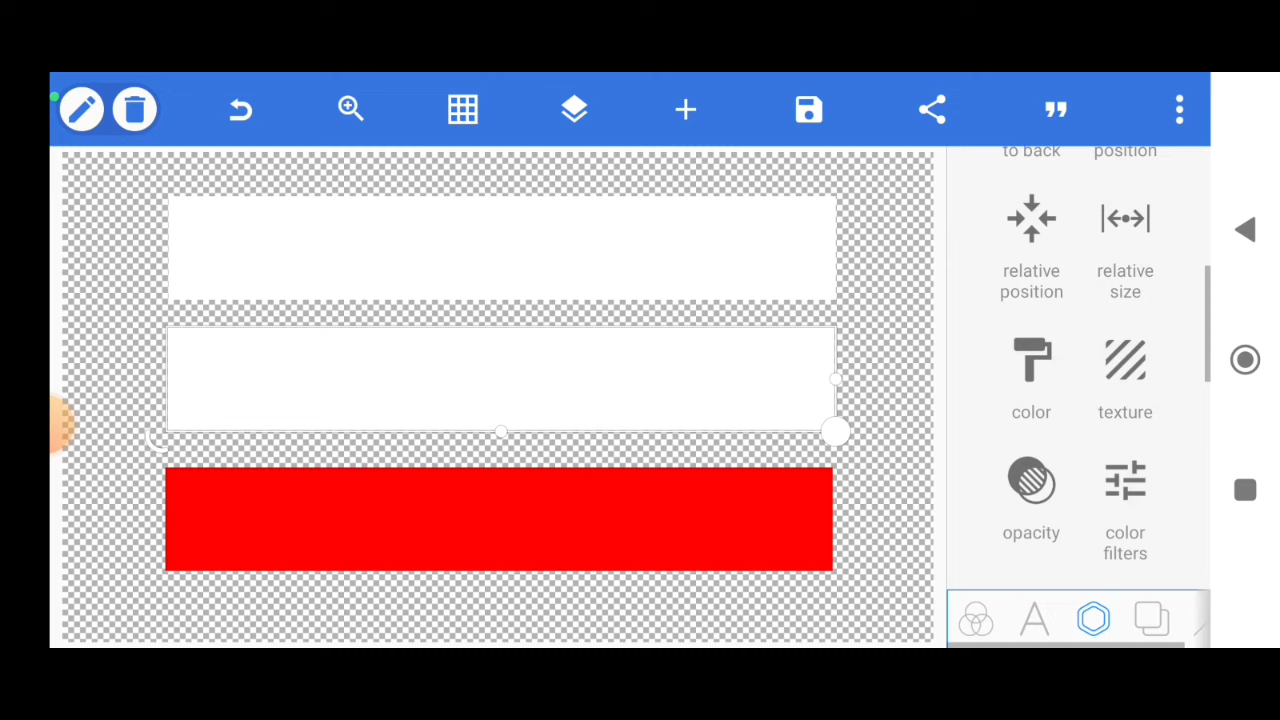 to back
position
relative
position
relative
size
color
texture
opacity
color
filters